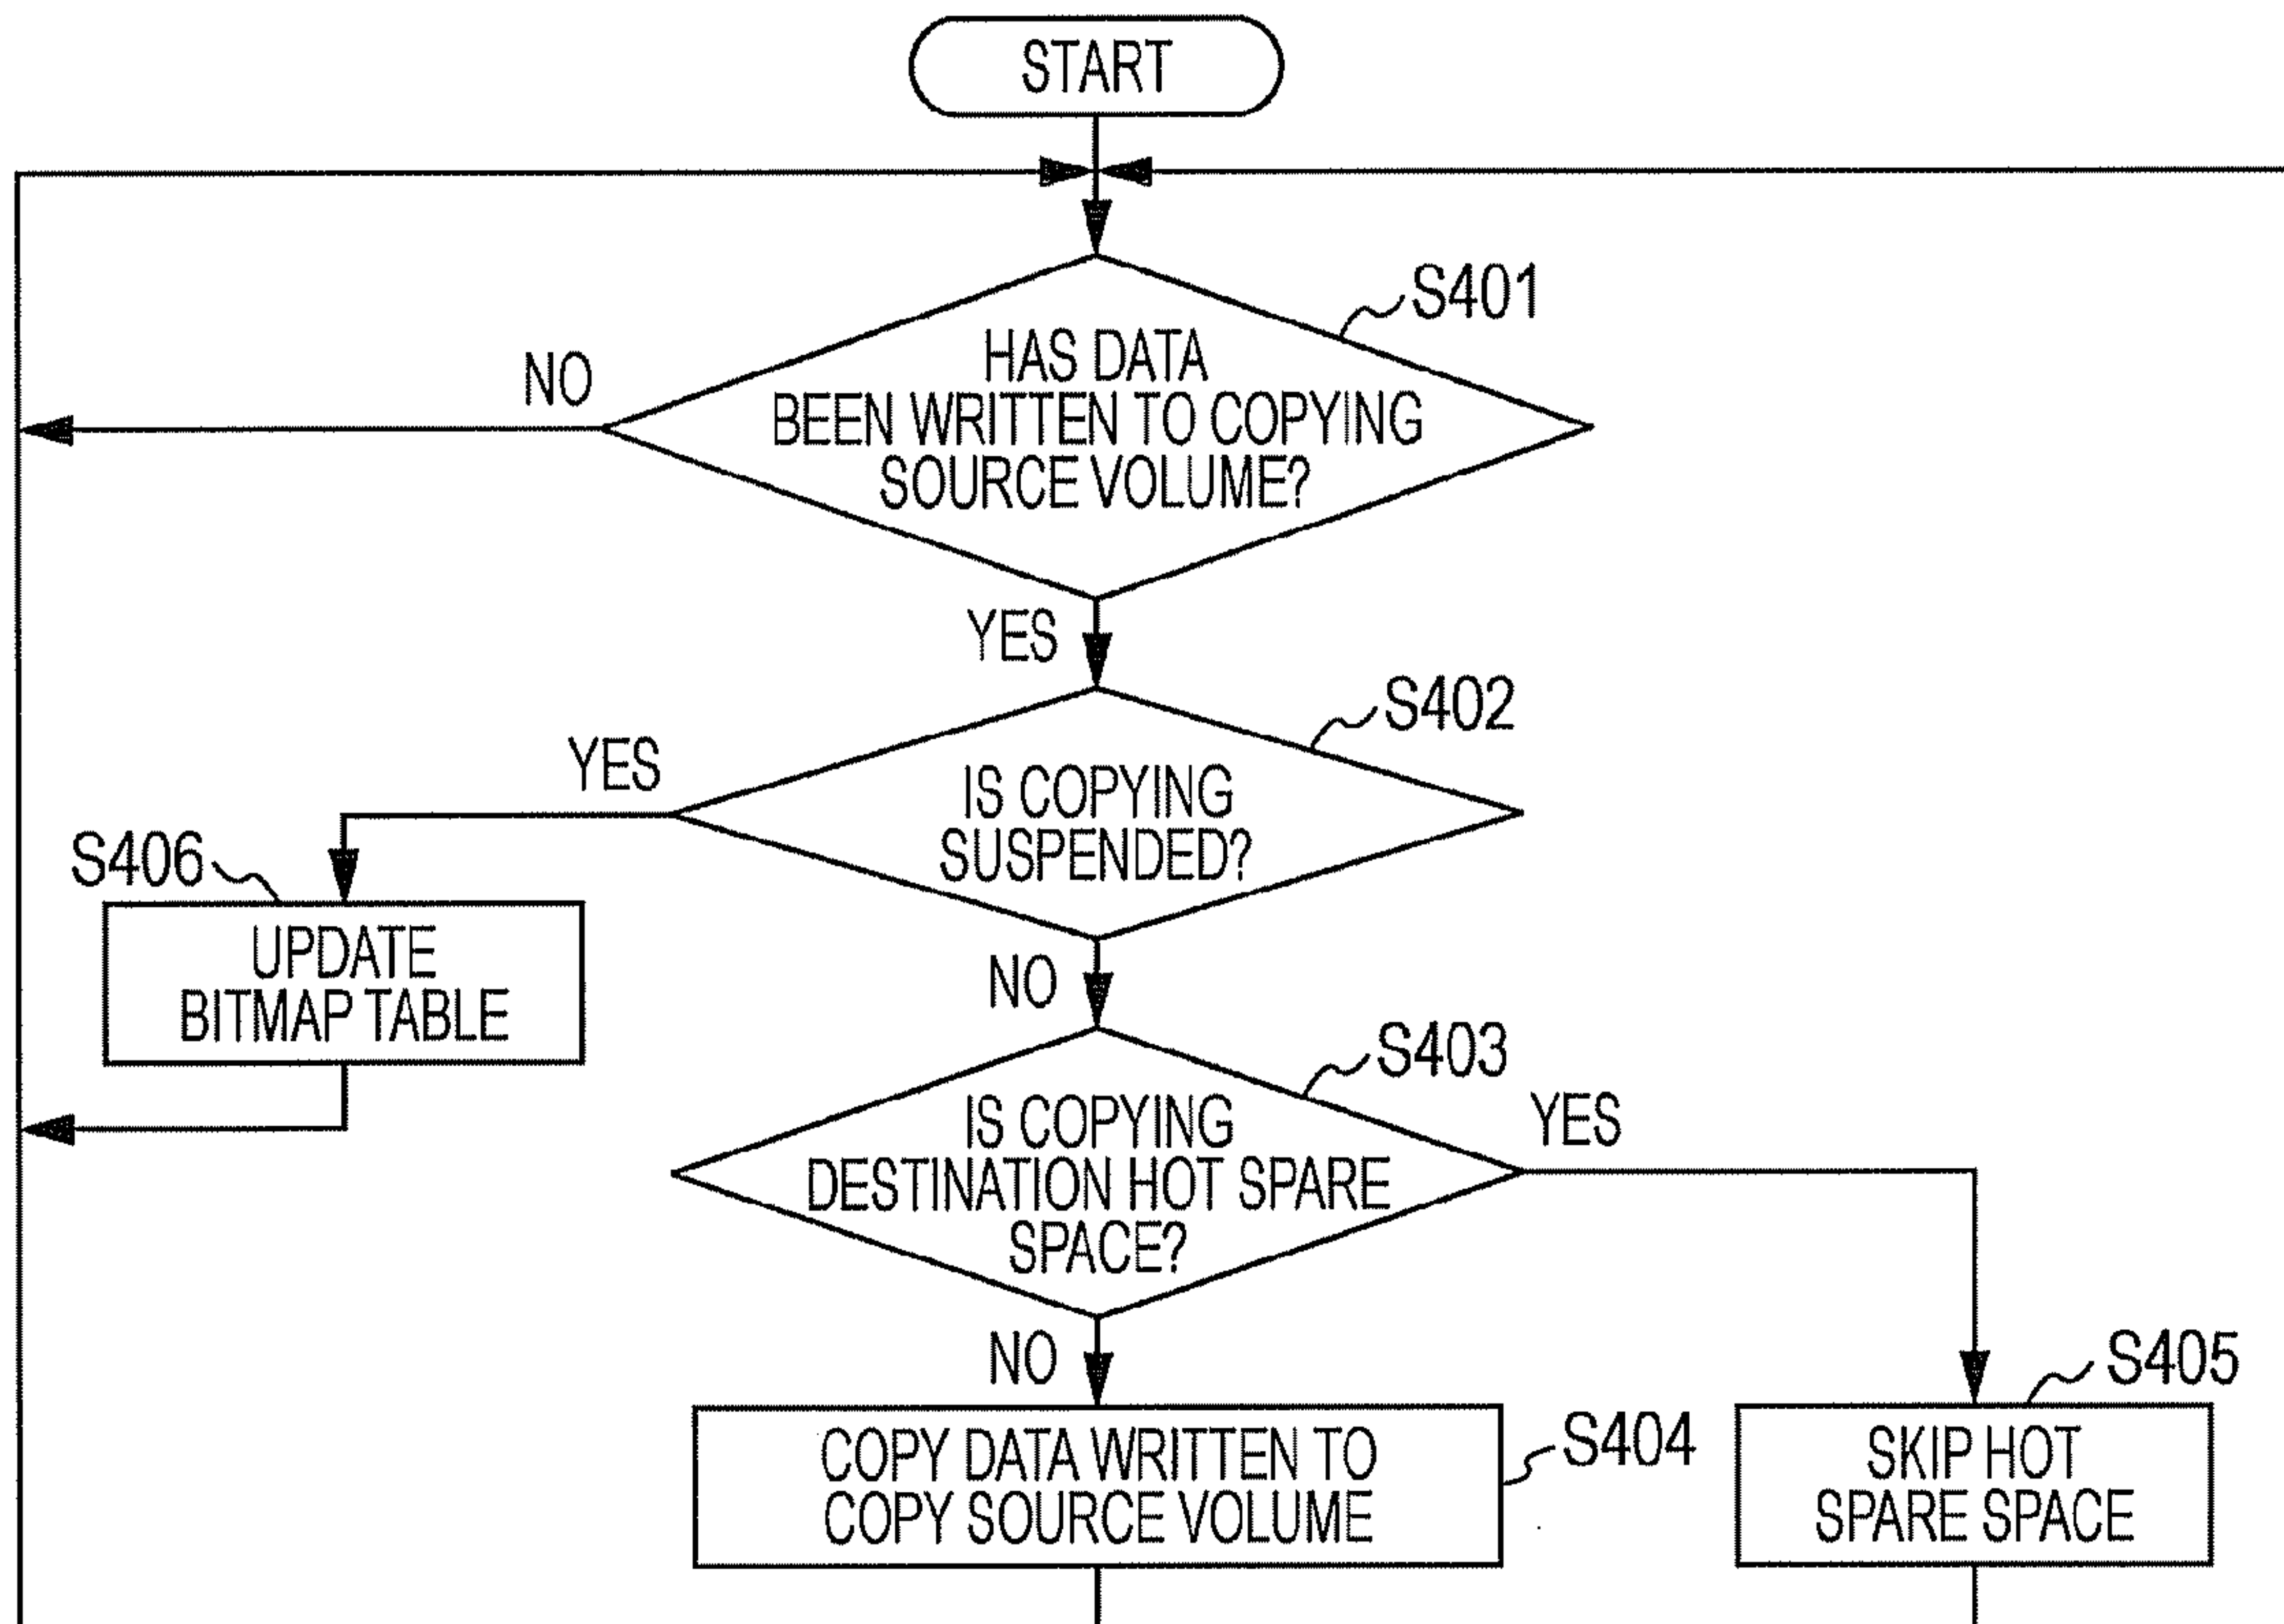 START
S401
HAS DATA
BEEN WRITTEN TO COPYING
SOURCE VOLUME?
NO
YES
S402
IS COPYING
SUSPENDED?
YES
NO
S406
UPDATE
BITMAP TABLE
S403
IS COPYING
DESTINATION HOT SPARE
SPACE?
YES
NO
S404
COPY DATA WRITTEN TO
COPY SOURCE VOLUME
S405
SKIP HOT
SPARE SPACE